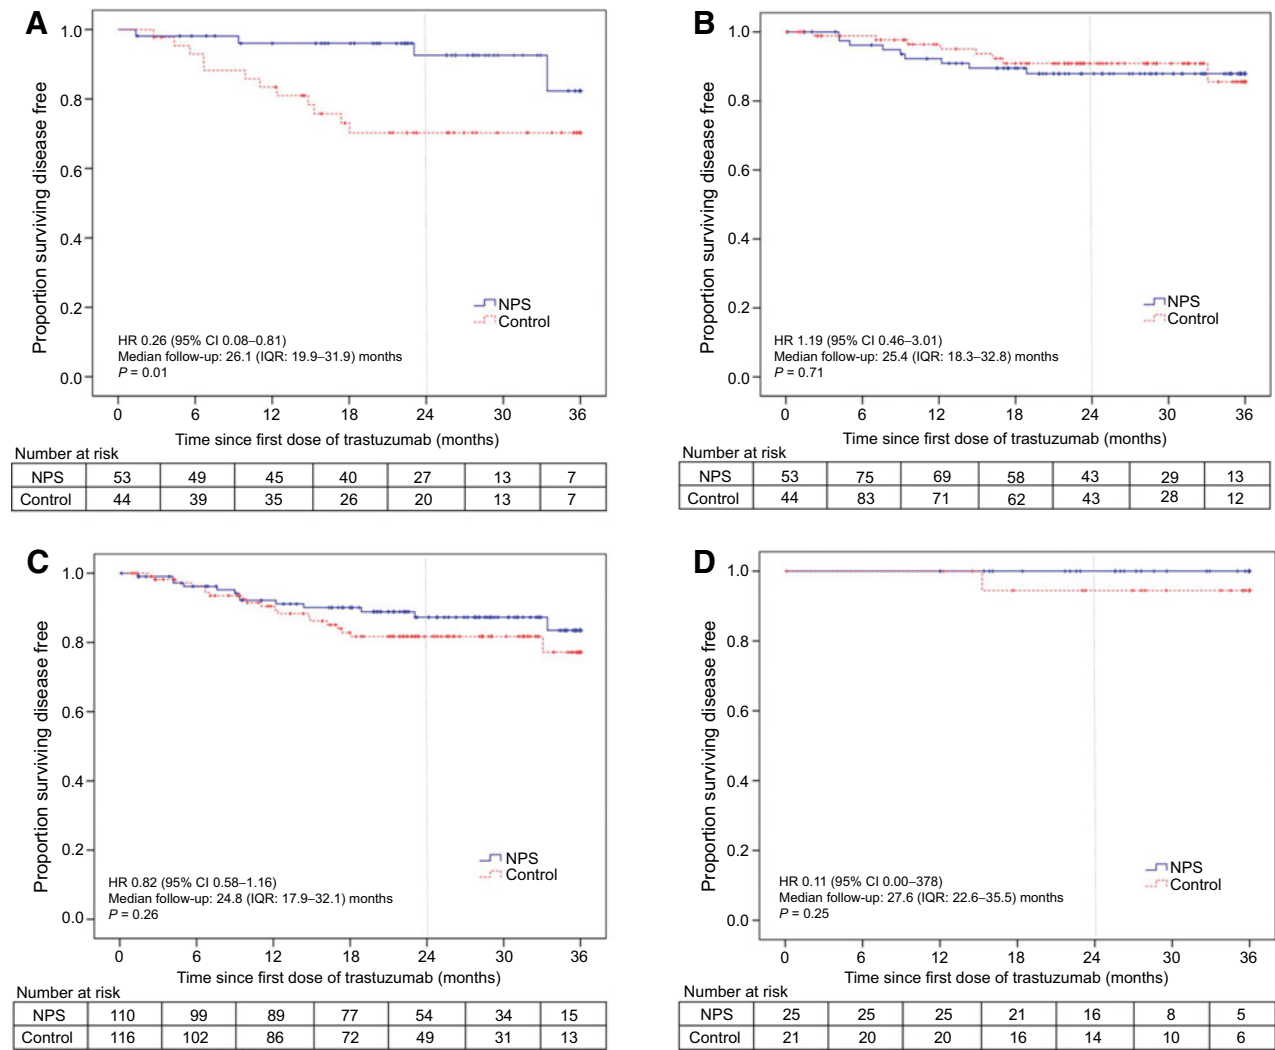 A
Proportion surviving disease free
1.0
0.8
0.6
0.4
0.2
0.0
NPS
Control
HR 0.26 (95% CI 0.08–0.81)
Median follow-up: 26.1 (IQR: 19.9–31.9) months
P = 0.01
0 6 12 18 24 30 36
Time since first dose of trastuzumab (months)
Number at risk
NPS 53 49 45 40 27 13 7
Control 44 39 35 26 20 13 7
B
Proportion surviving disease free
1.0
0.8
0.6
0.4
0.2
0.0
NPS
Control
HR 1.19 (95% CI 0.46–3.01)
Median follow-up: 25.4 (IQR: 18.3–32.8) months
P = 0.71
0 6 12 18 24 30 36
Time since first dose of trastuzumab (months)
Number at risk
NPS 53 75 69 58 43 29 13
Control 44 83 71 62 43 28 12
C
Proportion surviving disease free
1.0
0.8
0.6
0.4
0.2
0.0
NPS
Control
HR 0.82 (95% CI 0.58–1.16)
Median follow-up: 24.8 (IQR: 17.9–32.1) months
P = 0.26
0 6 12 18 24 30 36
Time since first dose of trastuzumab (months)
Number at risk
NPS 110 99 89 77 54 34 15
Control 116 102 86 72 49 31 13
D
Proportion surviving disease free
1.0
0.8
0.6
0.4
0.2
0.0
NPS
Control
HR 0.11 (95% CI 0.00–378)
Median follow-up: 27.6 (IQR: 22.6–35.5) months
P = 0.25
0 6 12 18 24 30 36
Time since first dose of trastuzumab (months)
Number at risk
NPS 25 25 25 21 16 8 5
Control 21 20 20 16 14 10 6